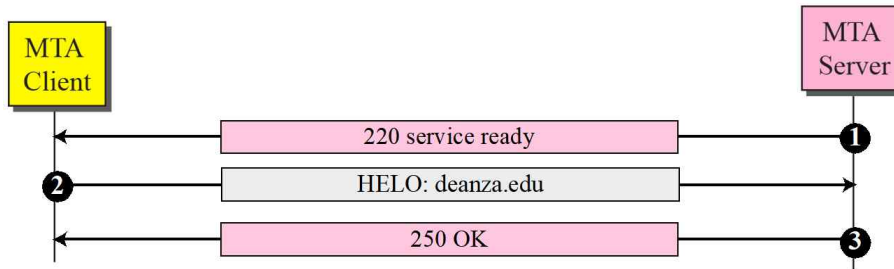 MTA
Client
MTA
Server
220 service ready
1
2
HELO: deanza.edu
250 OK
3